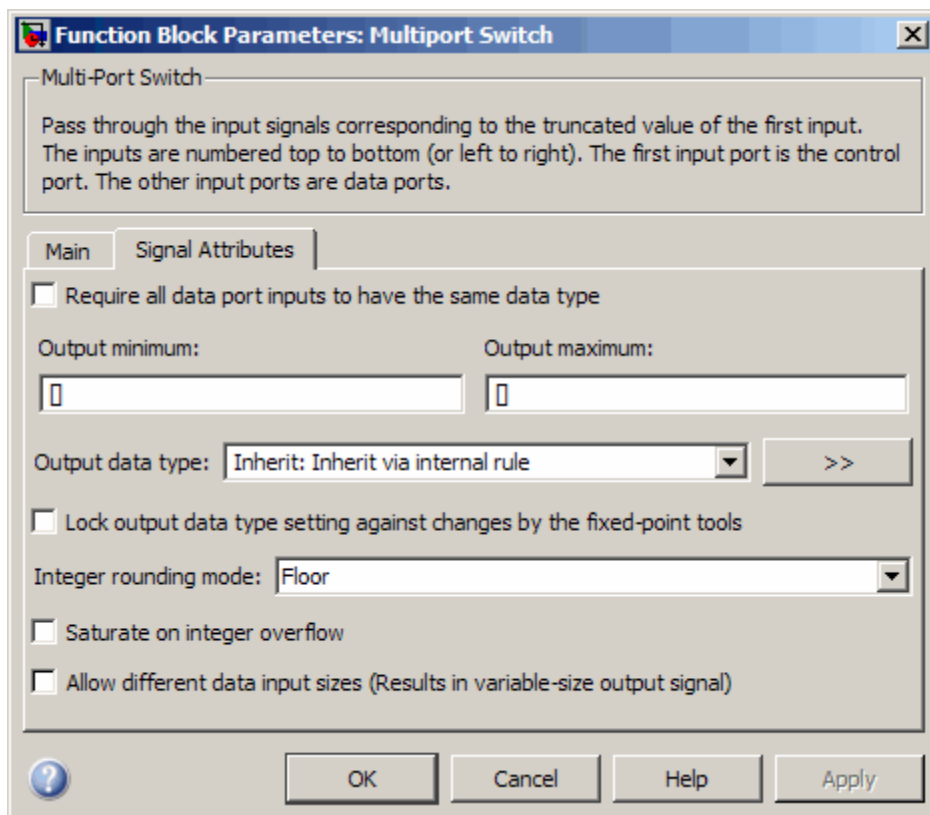 Function Block Parameters: Multiport Switch
Multi-Port Switch
Pass through the input signals corresponding to the truncated value of the first input.
The inputs are numbered top to bottom (or left to right). The first input port is the control
port. The other input ports are data ports.
Main
Signal Attributes
Require all data port inputs to have the same data type
Output minimum:
Output maximum:
[]
[]
Output data type: Inherit: Inherit via internal rule >>
Lock output data type setting against changes by the fixed-point tools
Integer rounding mode: Floor
Saturate on integer overflow
Allow different data input sizes (Results in variable-size output signal)
? OK Cancel Help Apply